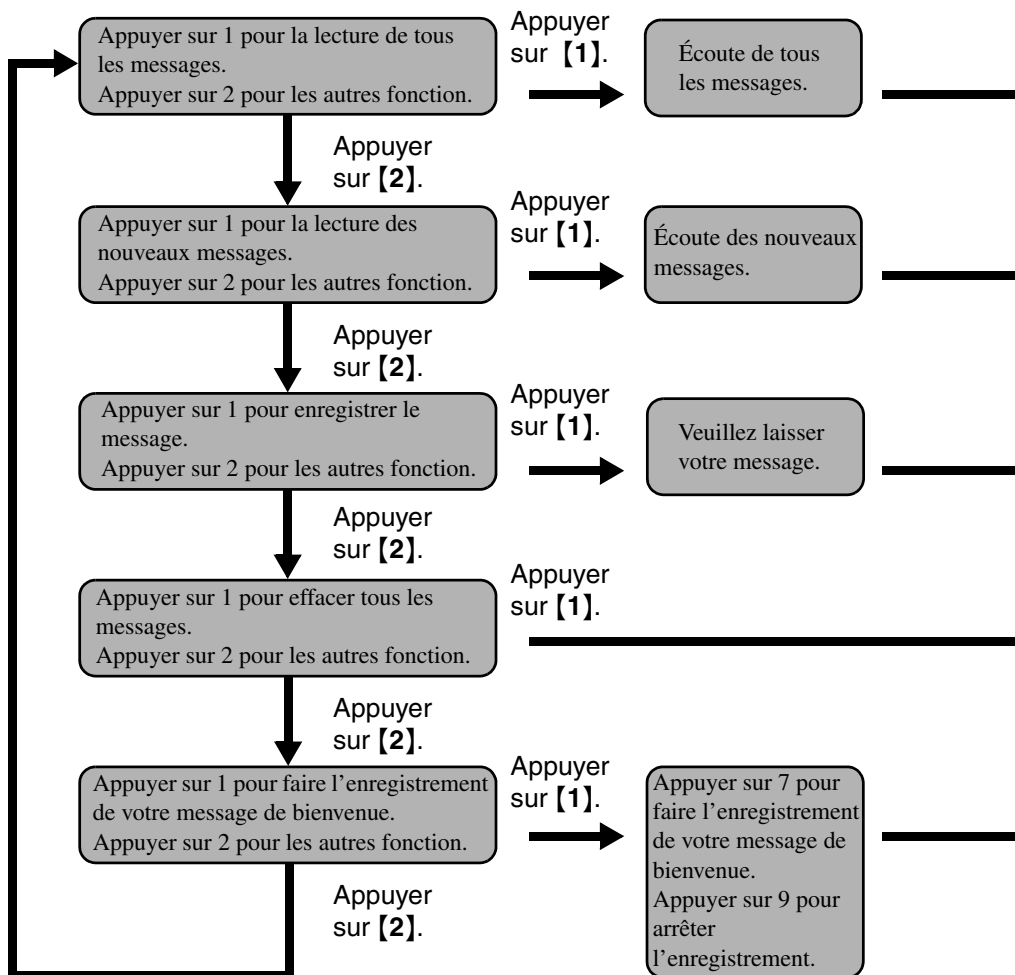 Appuyer sur 1 pour la lecture de tous
les messages.
Appuyer sur 2 pour les autres fonction.
Appuyer
sur 【1】.
Écoute de tous
les messages.
Appuyer
sur 【2】.
Appuyer sur 1 pour la lecture des
nouveaux messages.
Appuyer sur 2 pour les autres fonction.
Appuyer
sur 【1】.
Écoute des nouveaux
messages.
Appuyer
sur 【2】.
Appuyer sur 1 pour enregistrer le
message.
Appuyer sur 2 pour les autres fonction.
Appuyer
sur 【1】.
Veuillez laisser
votre message.
Appuyer
sur 【2】.
Appuyer sur 1 pour effacer tous les
messages.
Appuyer sur 2 pour les autres fonction.
Appuyer
sur 【1】.
Appuyer
sur 【2】.
Appuyer sur 1 pour faire l’enregistrement
de votre message de bienvenue.
Appuyer sur 2 pour les autres fonction.
Appuyer
sur 【1】.
Appuyer sur 7 pour
faire l’enregistrement
de votre message de
bienvenue.
Appuyer sur 9 pour
arrêter
l’enregistrement.
Appuyer
sur 【2】.